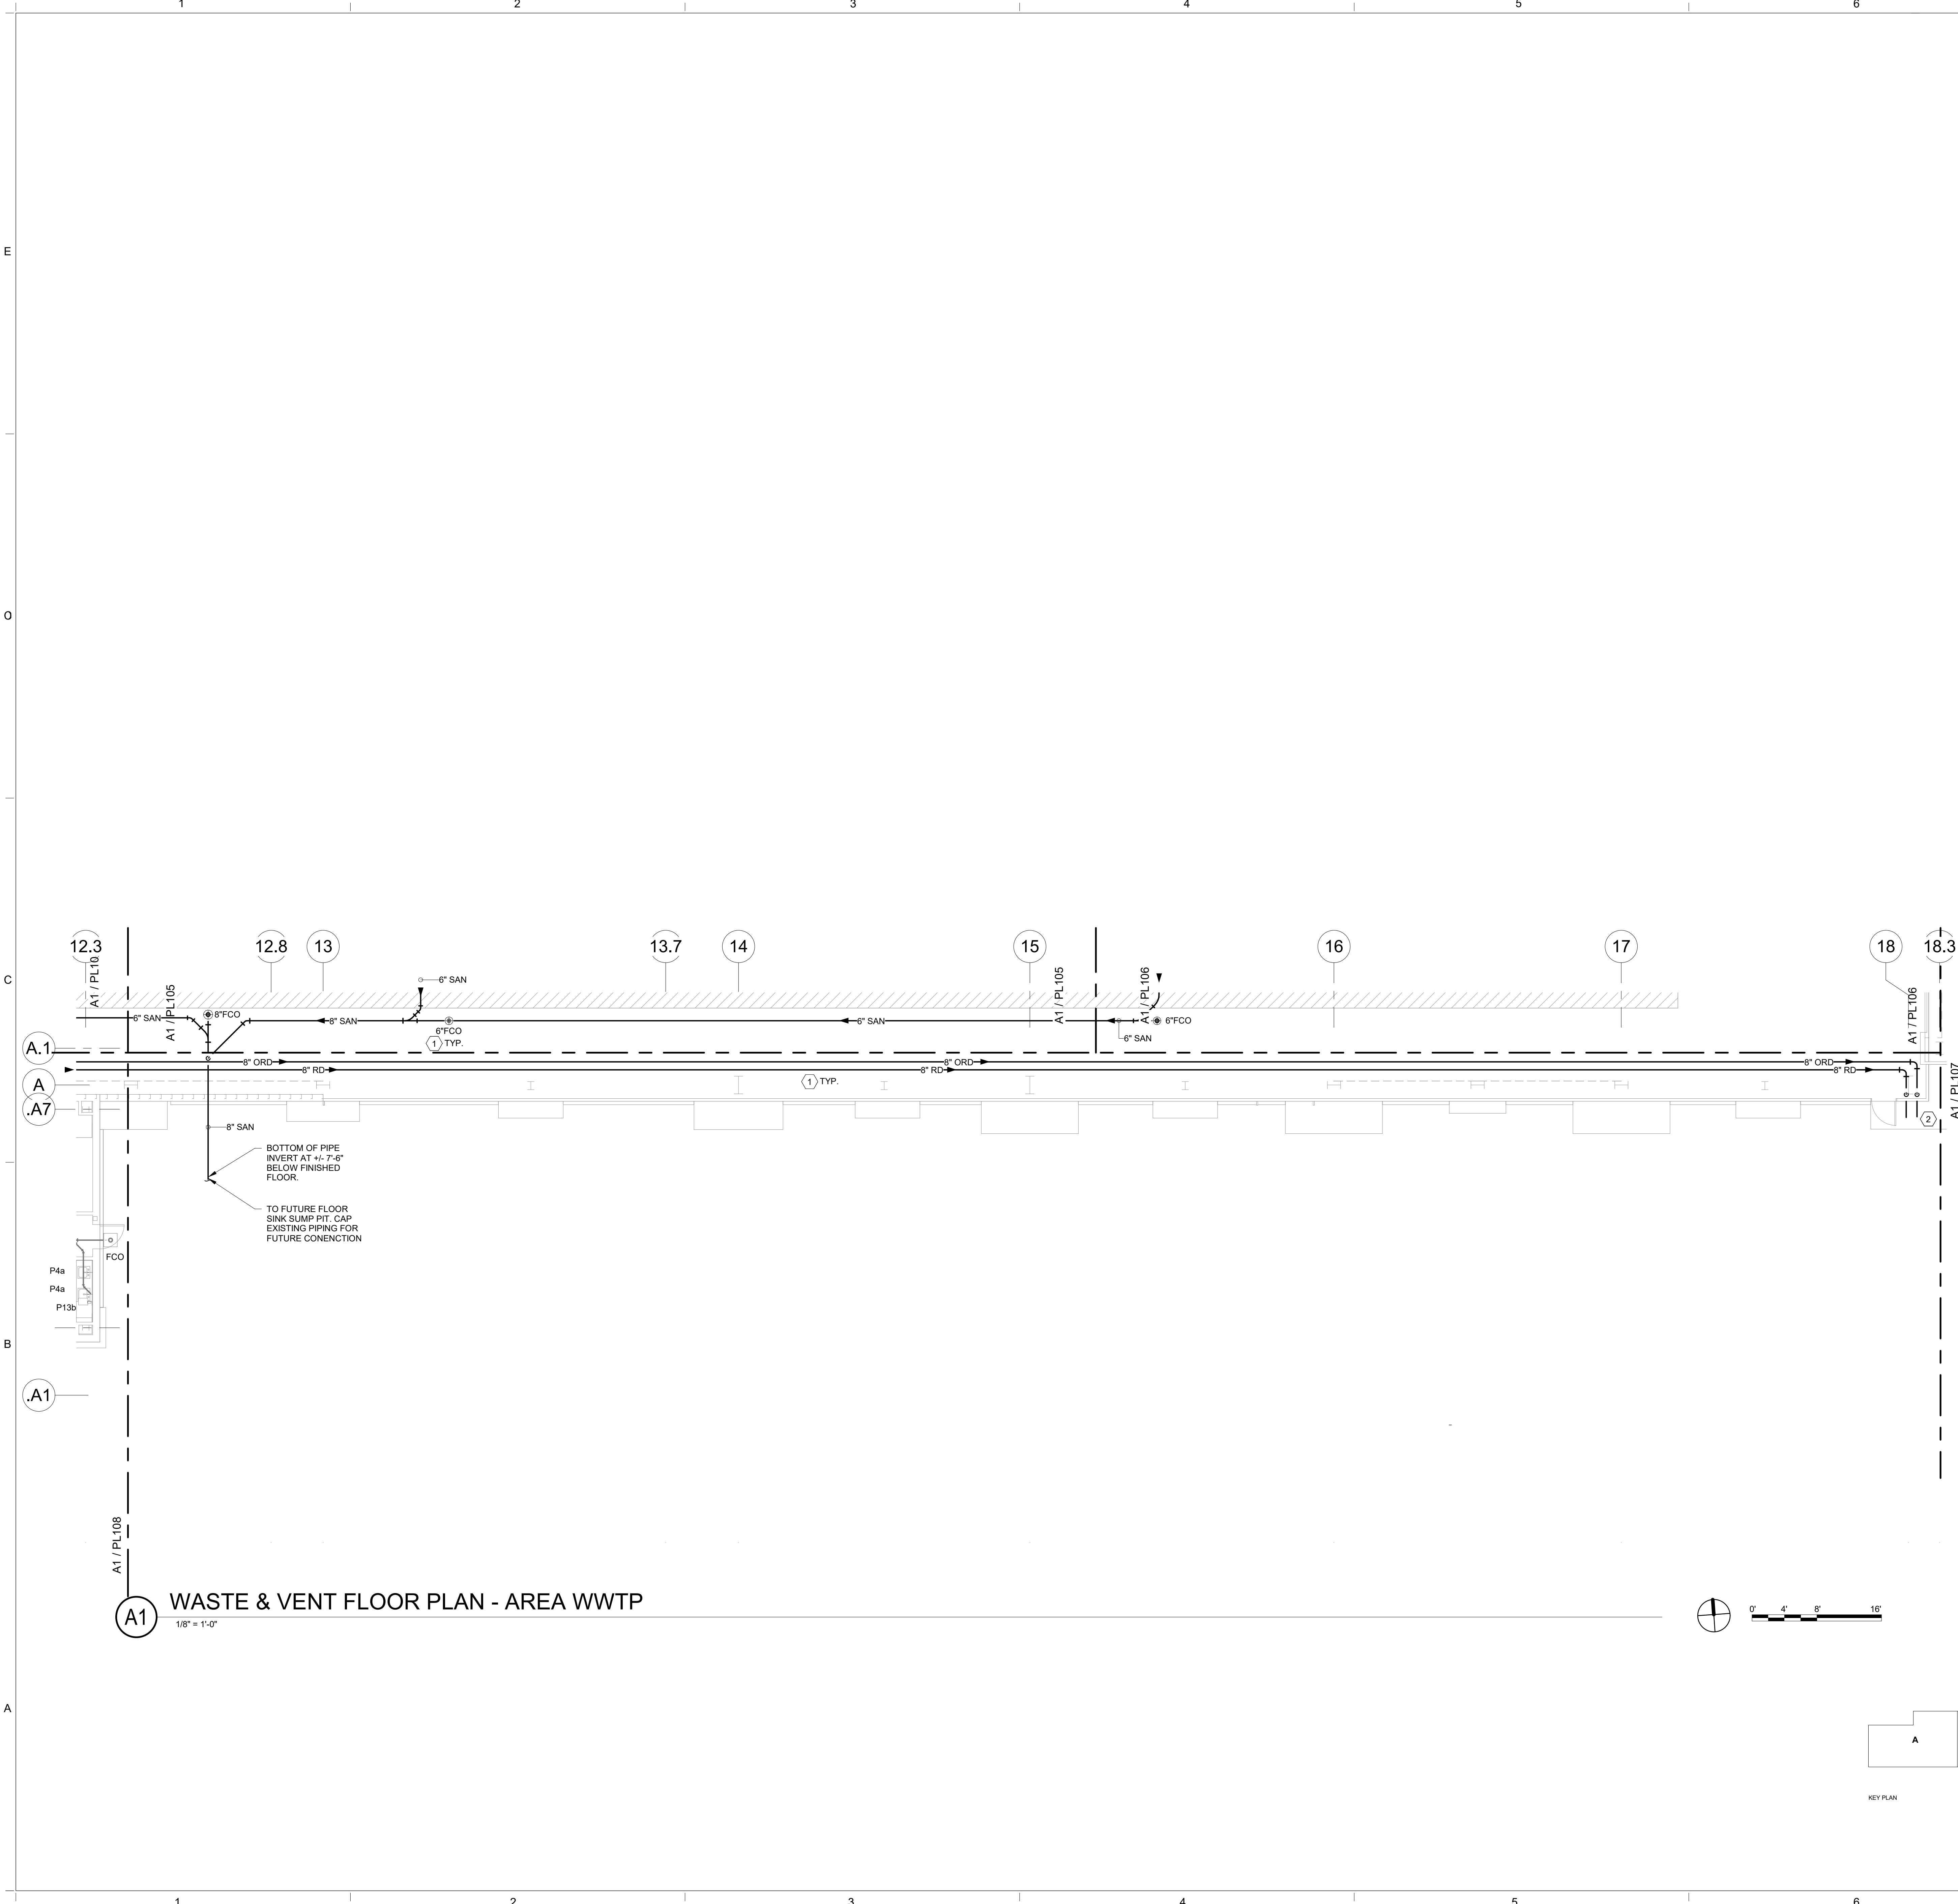 1 2 3 4 5 6
E
O
C
B
A
12.3 12.8 13 13.7 14 15 16 17 18 18.3
A1 / PL10
A1 / PL105
A1 / PL105
A1 / PL106
A1 / PL106
A1 / PL107
6" SAN
6" SAN
8"FCO
8" SAN
6"FCO
1 TYP.
6" SAN
6"FCO
6" SAN
A.1
A
.A7
8" ORD
8" RD
8" ORD
8" RD
8" ORD
8" RD
1 TYP.
2
8" SAN
BOTTOM OF PIPE
INVERT AT +/- 7'-6"
BELOW FINISHED
FLOOR.
TO FUTURE FLOOR
SINK SUMP PIT. CAP
EXISTING PIPING FOR
FUTURE CONENCTION
FCO
P4a
P4a
P13b
.A1
A1 / PL108
A1
WASTE & VENT FLOOR PLAN - AREA WWTP
1/8" = 1'-0"
0' 4' 8' 16'
A
KEY PLAN
1 2 3 4 5 6